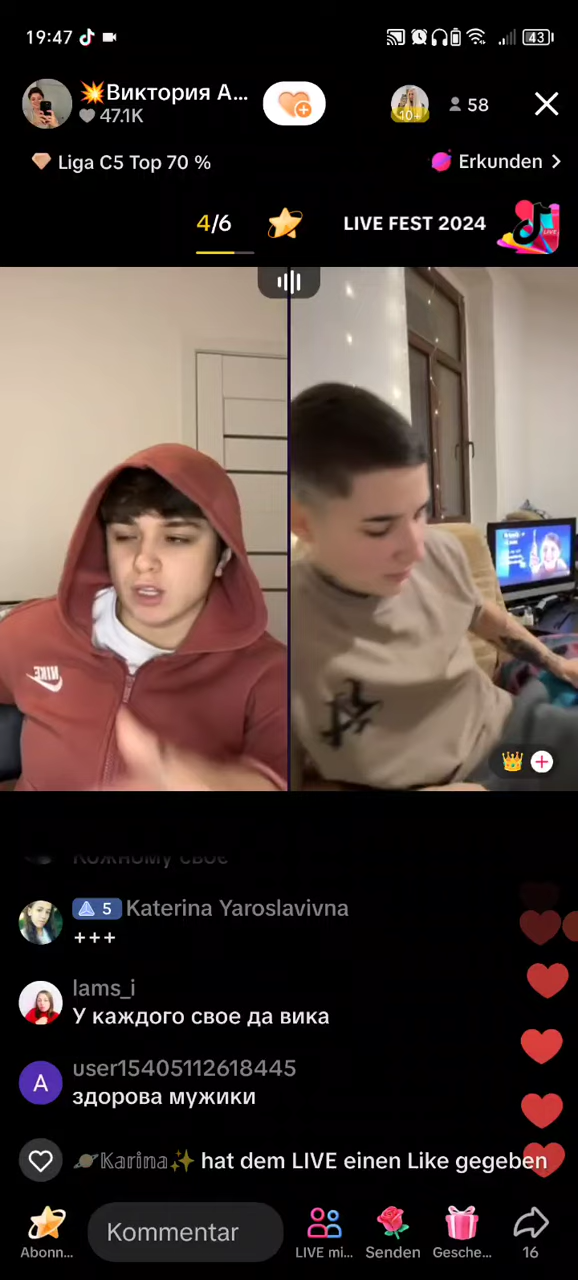 19:47
43
💥Виктория А...
47.1K
10+
58
Liga C5 Top 70 %
Erkunden
4/6
LIVE FEST 2024
NIKE
Кожному своє
5 Katerina Yaroslavivna
+++
lams_i
У каждого свое да вика
A
user15405112618445
здорова мужики
🪐𝕂𝕒𝕣𝕚𝕟𝕒✨ hat dem LIVE einen Like gegeben
Abonn...
Kommentar
LIVE mi...
Senden
Gesche...
16